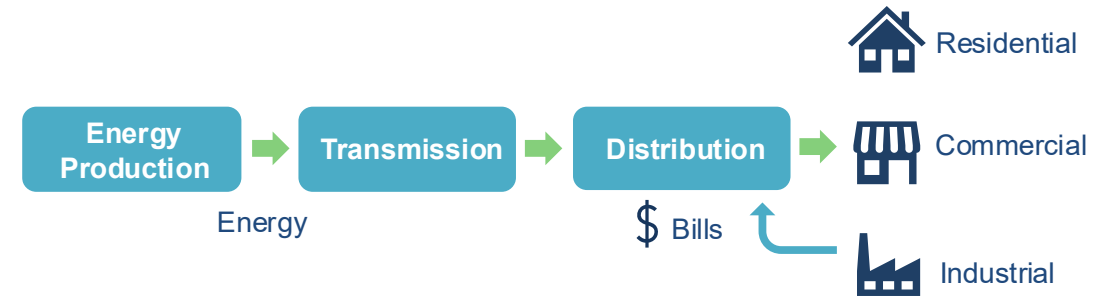 Residential
Energy
Production
Transmission
Distribution
Commercial
Energy
$ Bills
Industrial